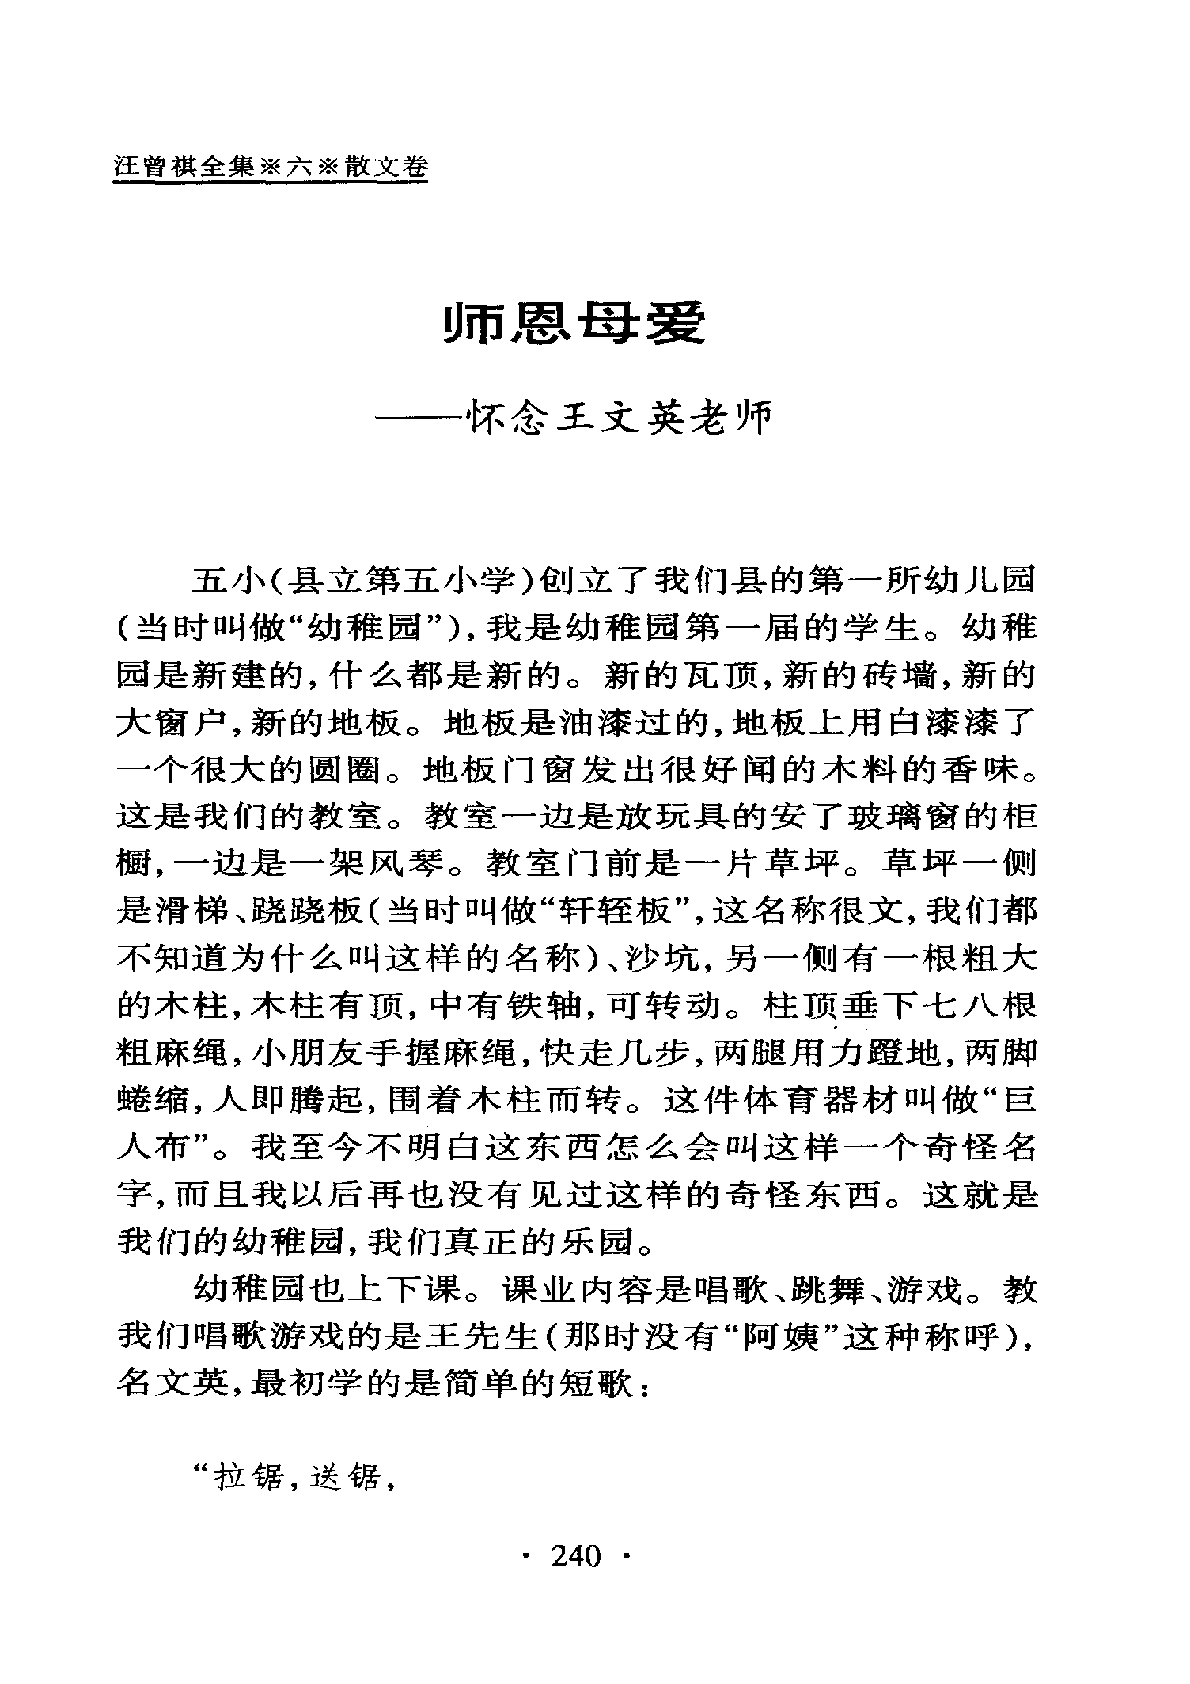 汪曾祺全集※六※散文卷
师恩母爱
——怀念王文英老师
五小(县立第五小学)创立了我们县的第一所幼儿园
(当时叫做“幼稚园”),我是幼稚园第一届的学生。幼稚
园是新建的,什么都是新的。新的瓦顶,新的砖墙,新的
大窗户,新的地板。地板是油漆过的,地板上用白漆漆了
一个很大的圆圈。地板门窗发出很好闻的木料的香味。
这是我们的教室。教室一边是放玩具的安了玻璃窗的柜
橱,一边是一架风琴。教室门前是一片草坪。草坪一侧
是滑梯、跷跷板(当时叫做“轩轾板”,这名称很文,我们都
不知道为什么叫这样的名称)、沙坑,另一侧有一根粗大
的木柱,木柱有顶,中有铁轴,可转动。柱顶垂下七八根
粗麻绳,小朋友手握麻绳,快走几步,两腿用力蹬地,两脚
蜷缩,人即腾起,围着木柱而转。这件体育器材叫做“巨
人布”。我至今不明白这东西怎么会叫这样一个奇怪名
字,而且我以后再也没有见过这样的奇怪东西。这就是
我们的幼稚园,我们真正的乐园。
幼稚园也上下课。课业内容是唱歌、跳舞、游戏。教
我们唱歌游戏的是王先生(那时没有“阿姨”这种称呼),
名文英,最初学的是简单的短歌:
“拉锯,送锯,
· 240 ·